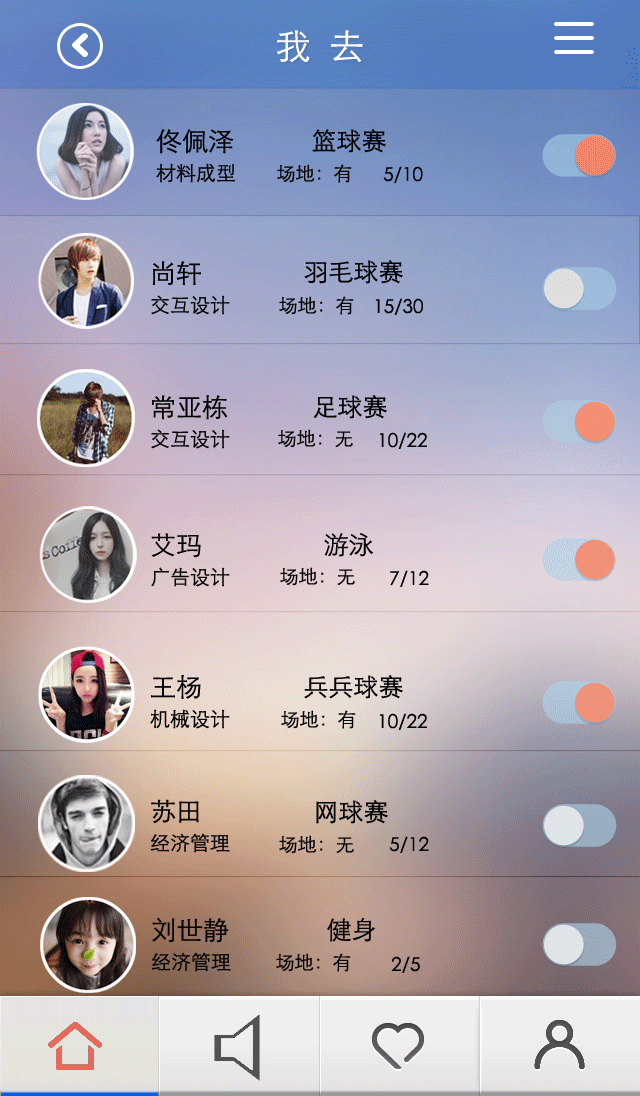 我 去
佟佩泽 篮球赛
材料成型 场地：有 5/10
尚轩 羽毛球赛
交互设计 场地：有 15/30
常亚栋 足球赛
交互设计 场地：无 10/22
s Coffe
艾玛 游泳
广告设计 场地：无 7/12
王杨 兵兵球赛
机械设计 场地：有 10/22
苏田 网球赛
经济管理 场地：无 5/12
刘世静 健身
经济管理 场地：有 2/5